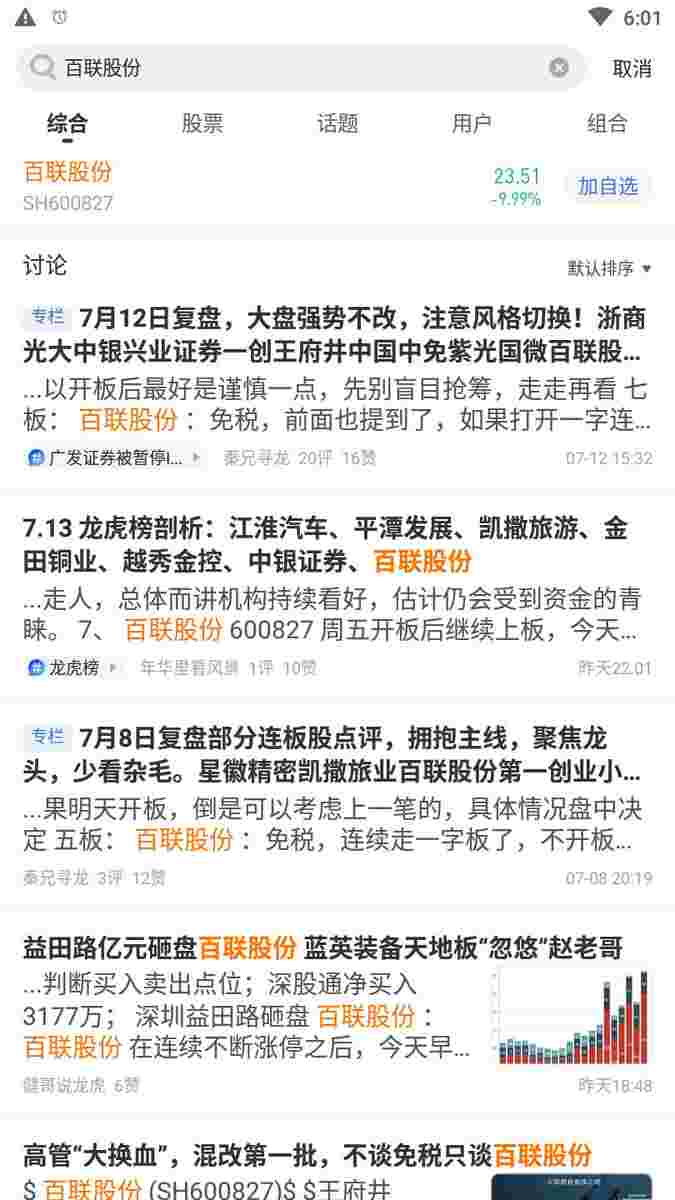 6:01
百联股份
取消
综合 股票 话题 用户 组合
百联股份
23.51
加自选
SH600827
-9.99%
讨论
默认排序
专栏 7月12日复盘，大盘强势不改，注意风格切换！浙商
光大中银兴业证券一创王府井中国中免紫光国微百联股...
...以开板后最好是谨慎一点，先别盲目抢筹，走走再看 七
板： 百联股份 ：免税，前面也提到了，如果打开一字连...
广发证券被暂停I... 秦兄寻龙 20评 16赞 07-12 15:32
7.13 龙虎榜剖析：江淮汽车、平潭发展、凯撒旅游、金
田铜业、越秀金控、中银证券、百联股份
...走人，总体而讲机构持续看好，估计仍会受到资金的青
睐。 7、 百联股份 600827 周五开板后继续上板，今天...
龙虎榜 年华里看风景 1评 10赞 昨天22:01
专栏 7月8日复盘部分连板股点评，拥抱主线，聚焦龙
头，少看杂毛。星徽精密凯撒旅业百联股份第一创业小...
...果明天开板，倒是可以考虑上一笔的，具体情况盘中决
定 五板： 百联股份 ：免税，连续走一字板了，不开板...
秦兄寻龙 3评 12赞 07-08 20:19
益田路亿元砸盘百联股份 蓝英装备天地板“忽悠”赵老哥
...判断买入卖出点位；深股通净买入
3177万； 深圳益田路砸盘 百联股份 ：
百联股份 在连续不断涨停之后，今天早...
健哥说龙虎 6赞 昨天18:48
高管“大换血”，混改第一批，不谈免税只谈百联股份
$ 百联股份 (SH600827)$ $王府井